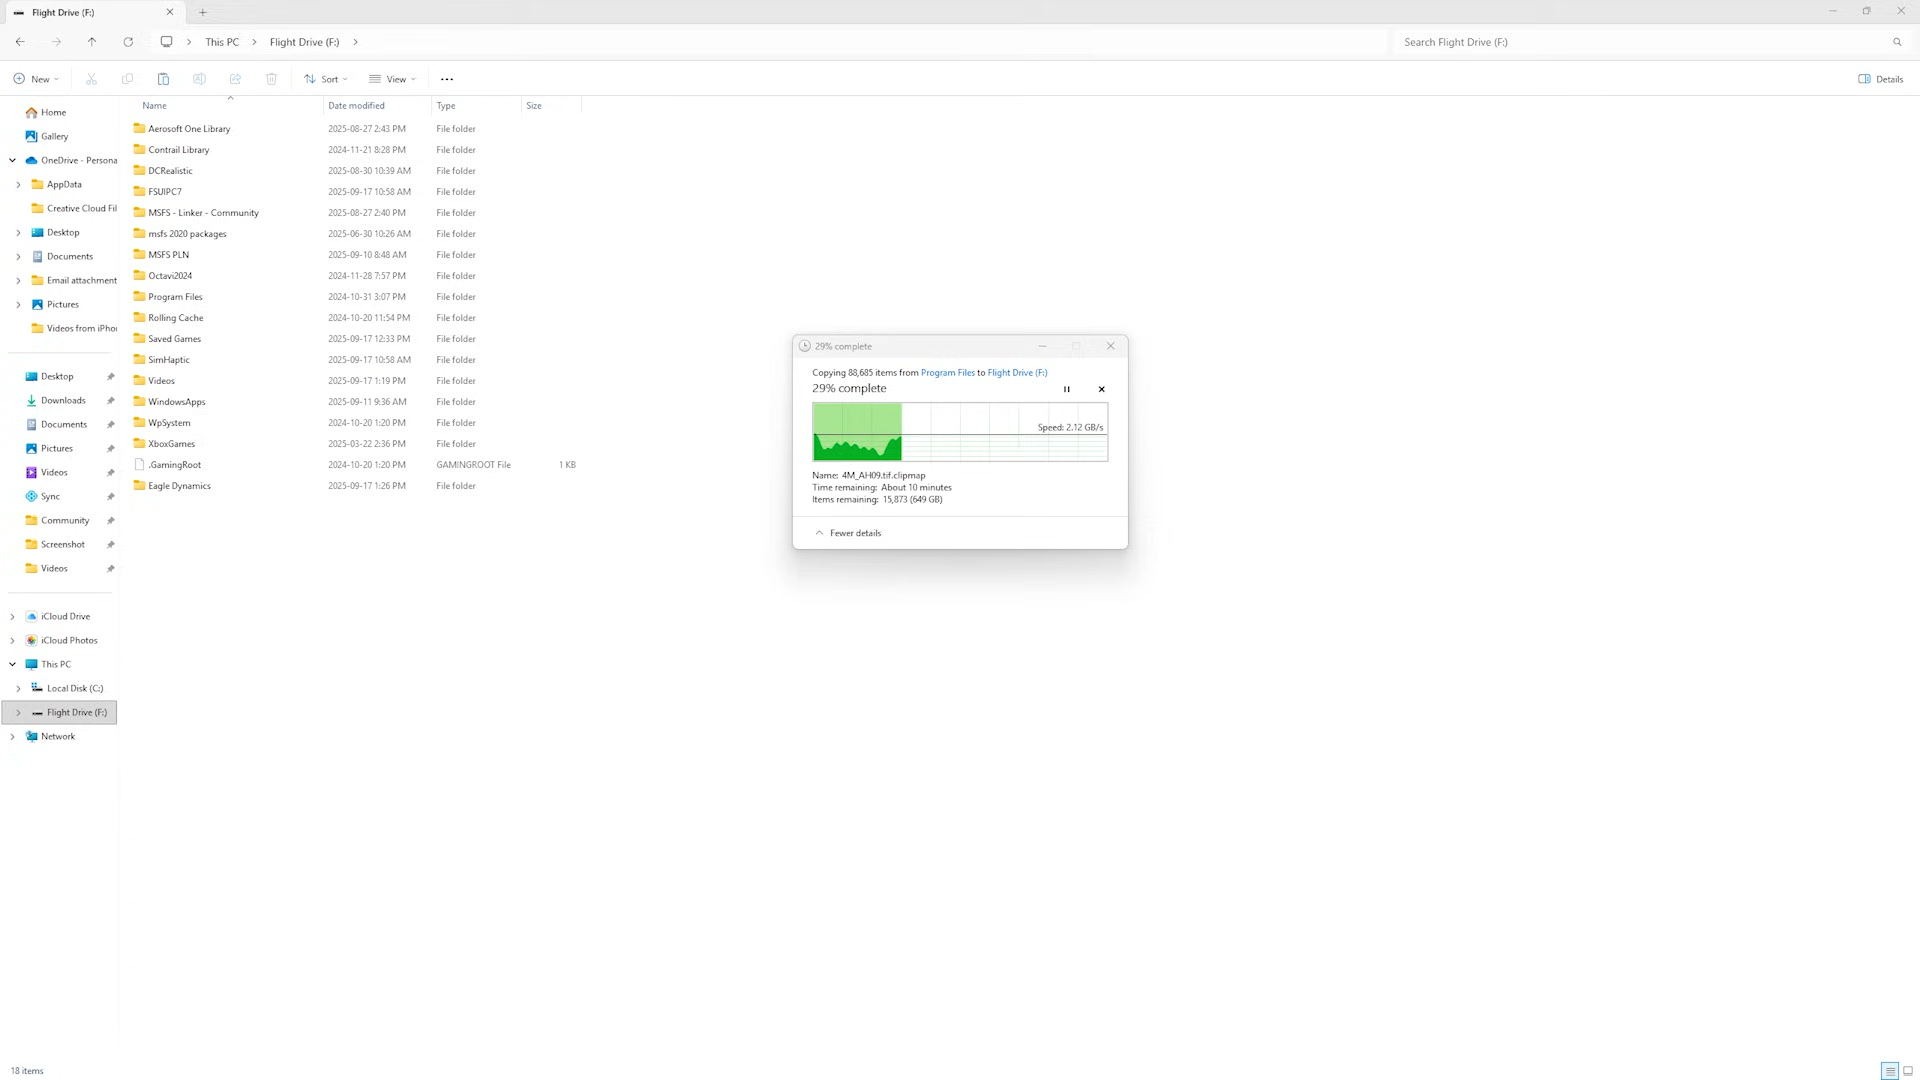 Flight Drive (F:)
This PC
Flight Drive (F:)
Search Flight Drive (F:)
New
Sort
View
Details
Name
Date modified
Type
Size
Home
Gallery
OneDrive - Persona
AppData
Creative Cloud Fil
Desktop
Documents
Email attachment
Pictures
Videos from iPho
Desktop
Downloads
Documents
Pictures
Videos
Sync
Community
Screenshot
Videos
iCloud Drive
iCloud Photos
This PC
Local Disk (C:)
Flight Drive (F:)
Network
Aerosoft One Library 2025-08-27 2:43 PM File folder
Contrail Library 2024-11-21 8:28 PM File folder
DCRealistic 2025-08-30 10:39 AM File folder
FSUIPC7 2025-09-17 10:58 AM File folder
MSFS - Linker - Community 2025-08-27 2:40 PM File folder
msfs 2020 packages 2025-06-30 10:26 AM File folder
MSFS PLN 2025-09-10 8:48 AM File folder
Octavi2024 2024-11-28 7:57 PM File folder
Program Files 2024-10-31 3:07 PM File folder
Rolling Cache 2024-10-20 11:54 PM File folder
Saved Games 2025-09-17 12:33 PM File folder
SimHaptic 2025-09-17 10:58 AM File folder
Videos 2025-09-17 1:19 PM File folder
WindowsApps 2025-09-11 9:36 AM File folder
WpSystem 2024-10-20 1:20 PM File folder
XboxGames 2025-03-22 2:36 PM File folder
.GamingRoot 2024-10-20 1:20 PM GAMINGROOT File 1 KB
Eagle Dynamics 2025-09-17 1:26 PM File folder
29% complete
Copying 88,685 items from Program Files to Flight Drive (F:)
29% complete
Speed: 2.12 GB/s
Name: 4M_AH09.tif.clipmap
Time remaining: About 10 minutes
Items remaining: 15,873 (649 GB)
Fewer details
18 items